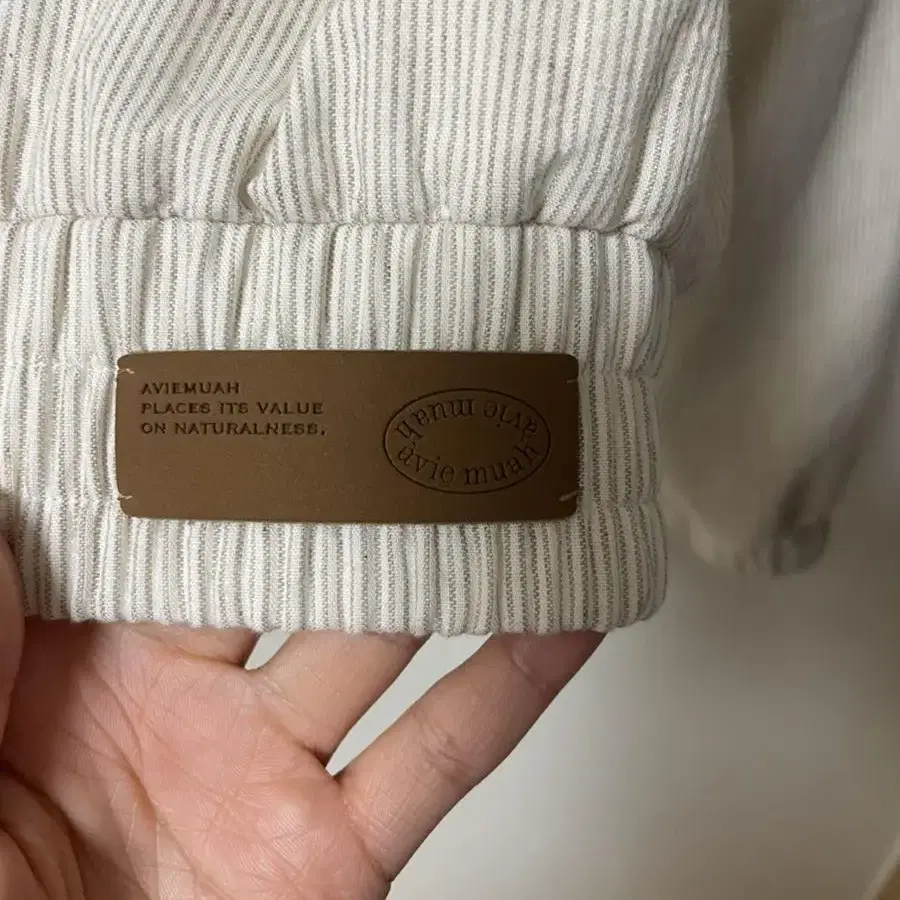 AVIEMUAH
PLACES ITS VALUE
ON NATURALNESS,
avie muah
avie muah